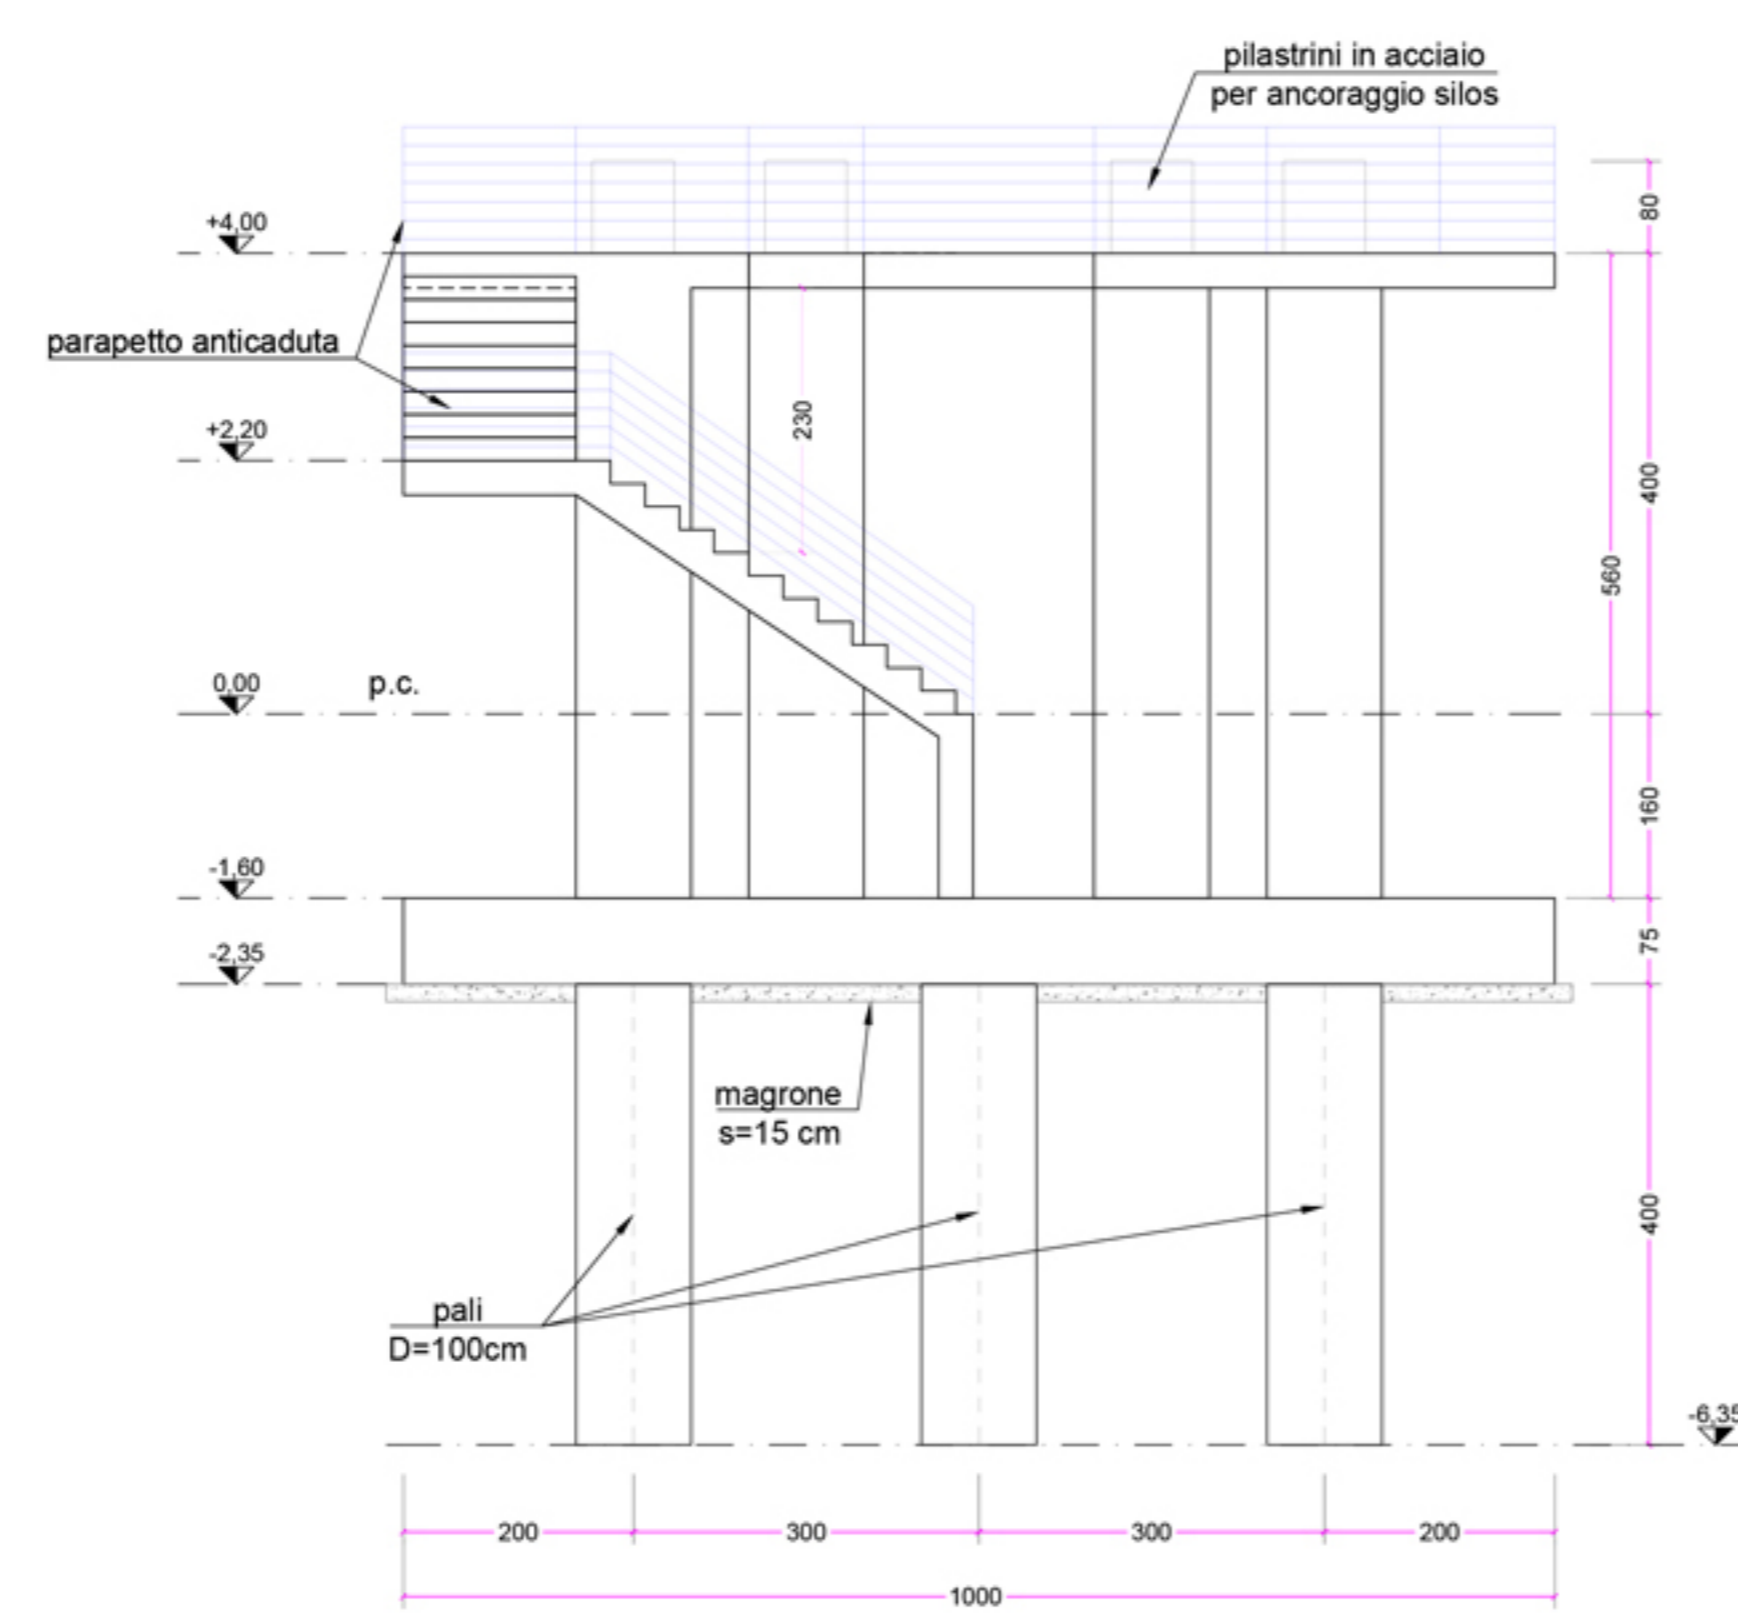 pilastrini in acciaio
per ancoraggio silos
80
+4,00
parapetto anticaduta
230
+2,20
400
560
0,00
p.c.
160
-1,60
75
-2,35
magrone
s=15 cm
400
pali
D=100cm
-6,35
200
300
300
200
1000